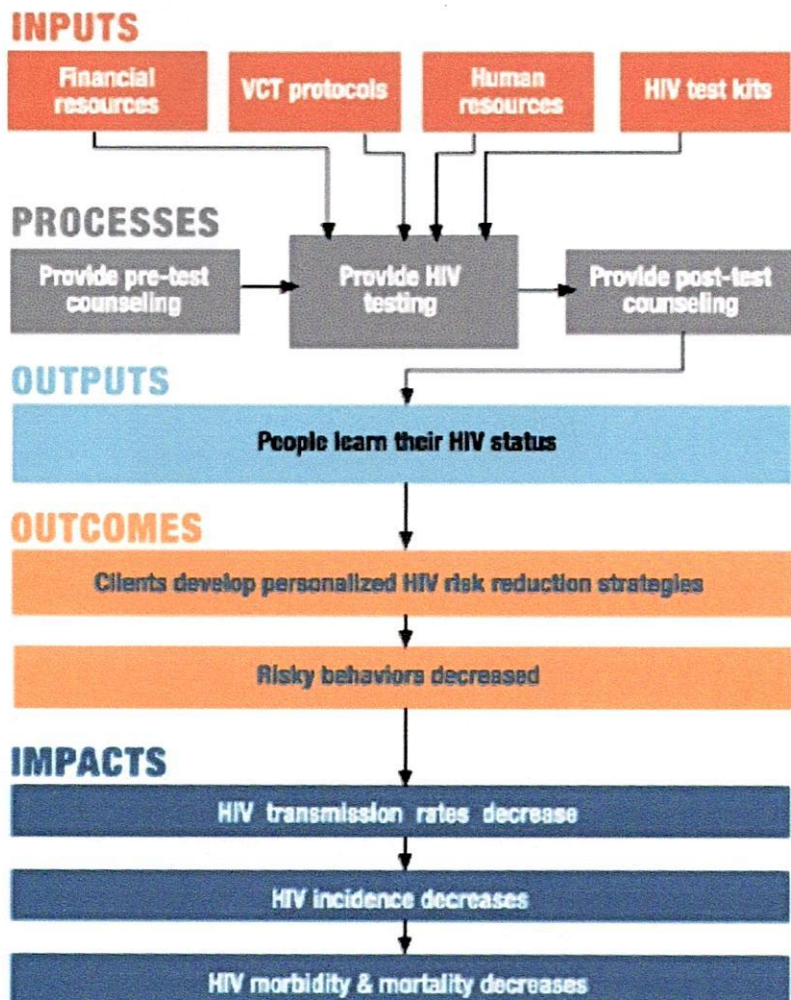 INPUTS
Financial
resources
VCT protocols
Human
resources
HIV test kits
PROCESSES
Provide pre-test
counseling
Provide HIV
testing
Provide post-test
counseling
OUTPUTS
People learn their HIV status
OUTCOMES
Clients develop personalized HIV risk reduction strategies
Risky behaviors decreased
IMPACTS
HIV transmission rates decrease
HIV incidence decreases
HIV morbidity & mortality decreases